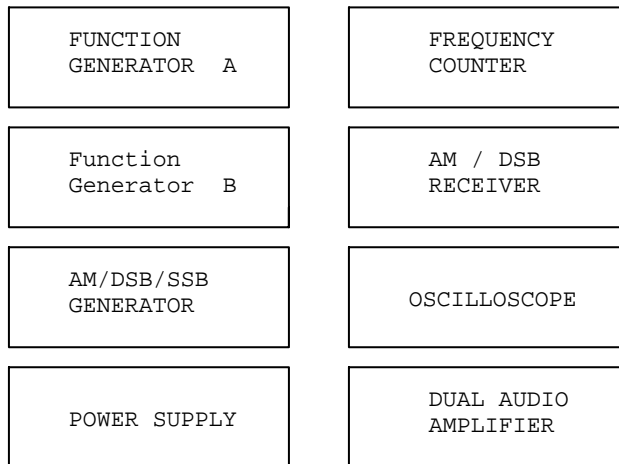 FUNCTION
GENERATOR A
FREQUENCY
COUNTER
Function
Generator B
AM / DSB
RECEIVER
AM/DSB/SSB
GENERATOR
OSCILLOSCOPE
POWER SUPPLY
DUAL AUDIO
AMPLIFIER